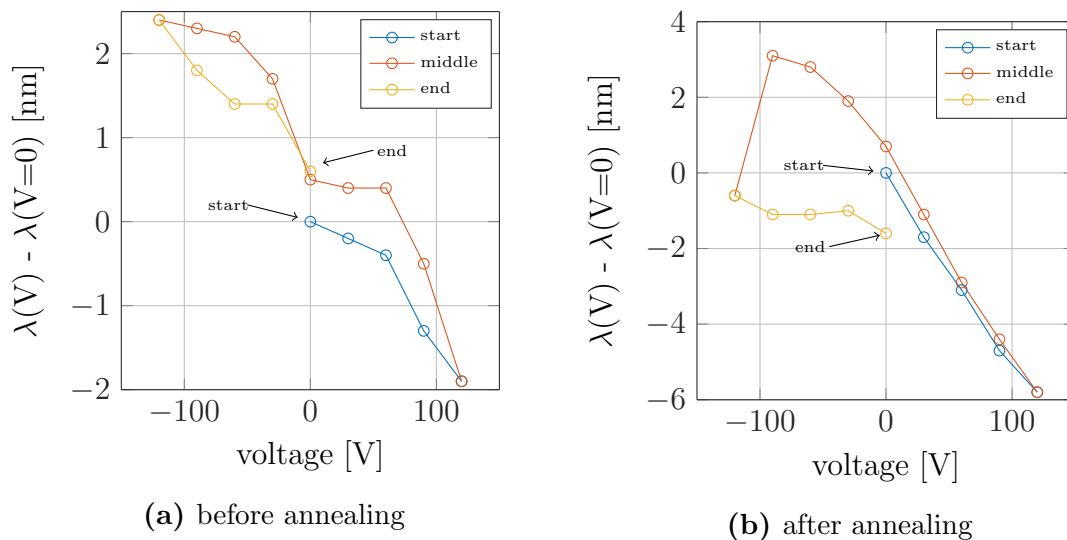 2
1
0
−1
−2
−100
0
100
λ(V) - λ(V=0) [nm]
voltage [V]
start
middle
end
end
start
(a) before annealing
4
2
0
−2
−4
−6
−100
0
100
λ(V) - λ(V=0) [nm]
voltage [V]
start
middle
end
start
end
(b) after annealing